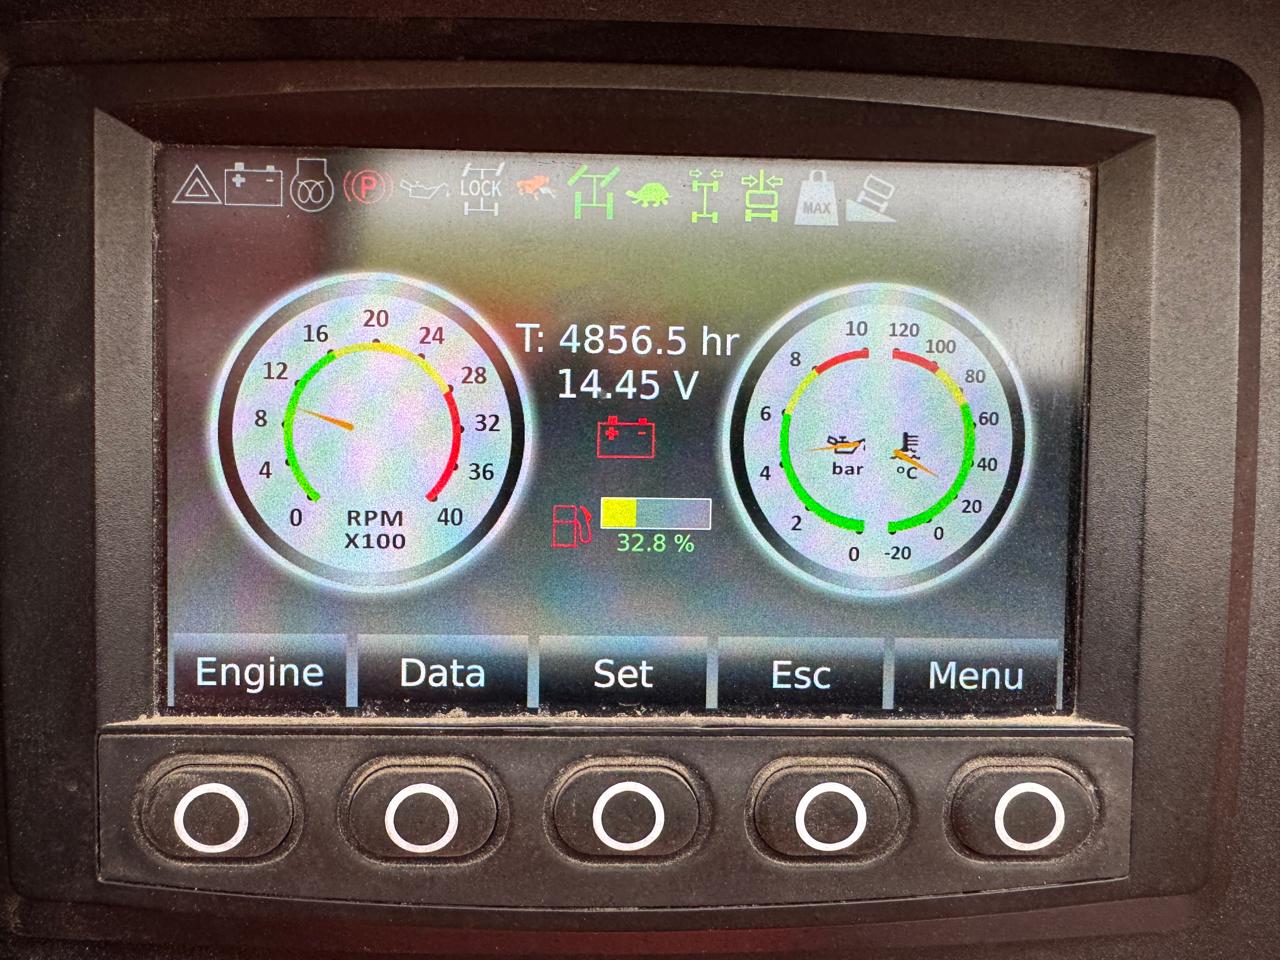 P
LOCK
MAX
0
4
8
12
16
20
24
28
32
36
40
RPM
X100
T: 4856.5 hr
14.45 V
32.8 %
0
2
4
6
8
10
bar
120
100
80
60
40
20
0
-20
°C
Engine
Data
Set
Esc
Menu